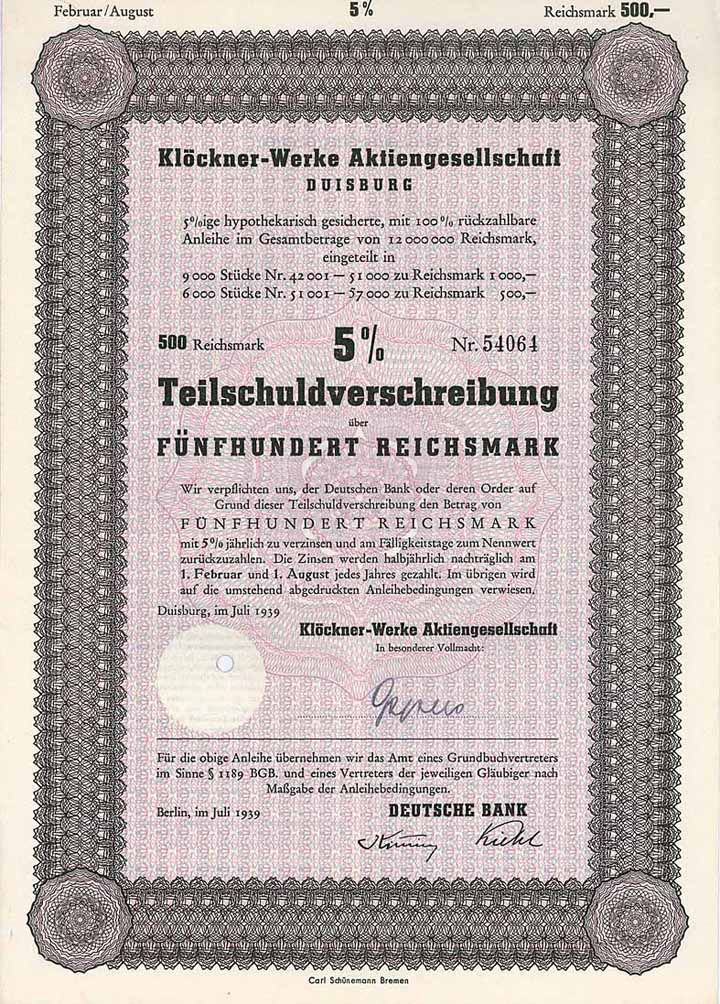 Februar/August 5% Reichsmark 500,—
Klöckner-Werke Aktiengesellschaft
DUISBURG
5%ige hypothekarisch gesicherte, mit 100% rückzahlbare
Anleihe im Gesamtbetrage von 12 000 000 Reichsmark,
eingeteilt in
9 000 Stücke Nr. 42 001 — 51 000 zu Reichsmark 1 000,—
6 000 Stücke Nr. 51 001 — 57 000 zu Reichsmark 500,—
500 Reichsmark 5% Nr. 54064
Teilschuldverschreibung
über
FÜNFHUNDERT REICHSMARK
Wir verpflichten uns, der Deutschen Bank oder deren Order auf
Grund dieser Teilschuldverschreibung den Betrag von
FÜNFHUNDERT REICHSMARK
mit 5% jährlich zu verzinsen und am Fälligkeitstage zum Nennwert
zurückzuzahlen. Die Zinsen werden halbjährlich nachträglich am
1. Februar und 1. August jedes Jahres gezahlt. Im übrigen wird
auf die umstehend abgedruckten Anleihebedingungen verwiesen.
Duisburg, im Juli 1939
Klöckner-Werke Aktiengesellschaft
In besonderer Vollmacht:
Für die obige Anleihe übernehmen wir das Amt eines Grundbuchvertreters
im Sinne § 1189 BGB. und eines Vertreters der jeweiligen Gläubiger nach
Maßgabe der Anleihebedingungen.
Berlin, im Juli 1939 DEUTSCHE BANK
Carl Schünemann Bremen